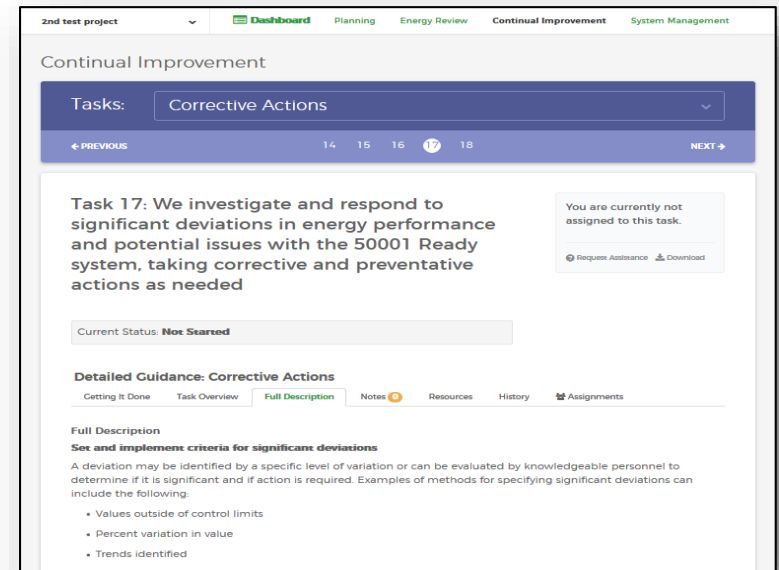 2nd test project Dashboard Planning Energy Review Continual Improvement System Management
Continual Improvement
Tasks: Corrective Actions
← PREVIOUS 14 15 16 17 18 NEXT →
Task 17: We investigate and respond to
significant deviations in energy performance
and potential issues with the 50001 Ready
system, taking corrective and preventative
actions as needed
You are currently not
assigned to this task.
Request Assistance Download
Current Status: Not Started
Detailed Guidance: Corrective Actions
Getting It Done Task Overview Full Description Notes 0 Resources History Assignments
Full Description
Set and implement criteria for significant deviations
A deviation may be identified by a specific level of variation or can be evaluated by knowledgeable personnel to
determine if it is significant and if action is required. Examples of methods for specifying significant deviations can
include the following:
• Values outside of control limits
• Percent variation in value
• Trends identified